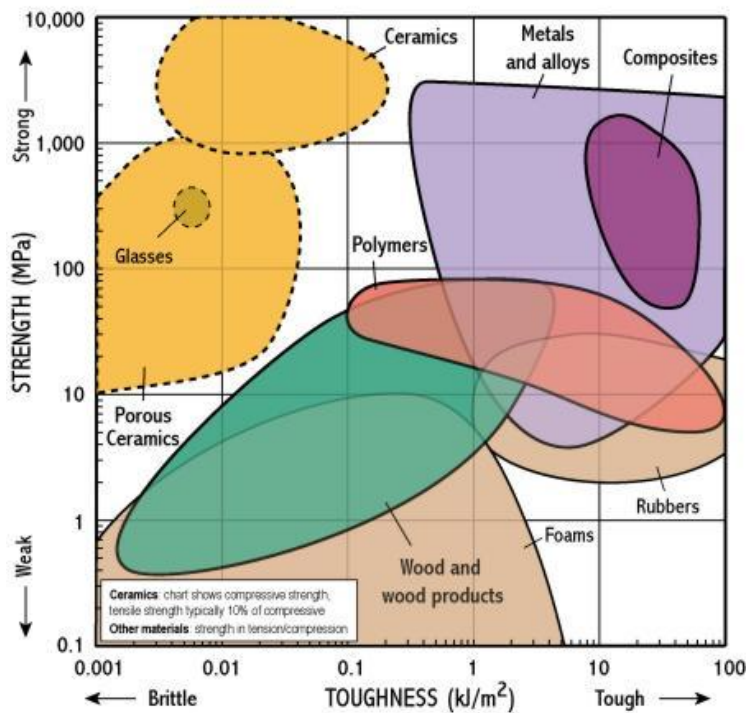 10,000
1,000
100
10
1
0.1
Strong
STRENGTH (MPa)
Weak
Ceramics
Metals
and alloys
Composites
Glasses
Polymers
Porous
Ceramics
Rubbers
Foams
Wood and
wood products
Ceramics: chart shows compressive strength,
tensile strength typically 10% of compressive
Other materials: strength in tension/compression
0.001
0.01
0.1
1
10
100
Brittle
TOUGHNESS (kJ/m²)
Tough